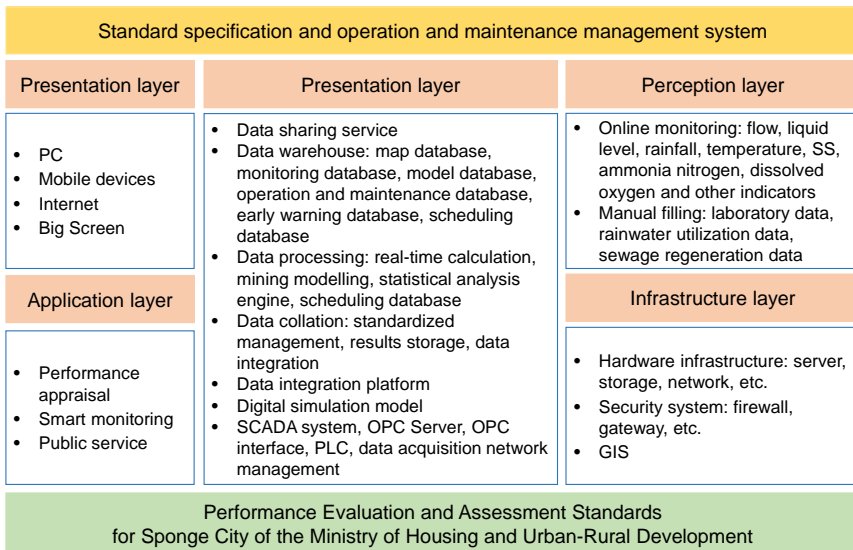 Standard specification and operation and maintenance management system
Presentation layer
• PC
• Mobile devices
• Internet
• Big Screen
Application layer
• Performance
appraisal
• Smart monitoring
• Public service
Presentation layer
• Data sharing service
• Data warehouse: map database,
monitoring database, model database,
operation and maintenance database,
early warning database, scheduling
database
• Data processing: real-time calculation,
mining modelling, statistical analysis
engine, scheduling database
• Data collation: standardized
management, results storage, data
integration
• Data integration platform
• Digital simulation model
• SCADA system, OPC Server, OPC
interface, PLC, data acquisition network
management
Perception layer
• Online monitoring: flow, liquid
level, rainfall, temperature, SS,
ammonia nitrogen, dissolved
oxygen and other indicators
• Manual filling: laboratory data,
rainwater utilization data,
sewage regeneration data
Infrastructure layer
• Hardware infrastructure: server,
storage, network, etc.
• Security system: firewall,
gateway, etc.
• GIS
Performance Evaluation and Assessment Standards
for Sponge City of the Ministry of Housing and Urban-Rural Development